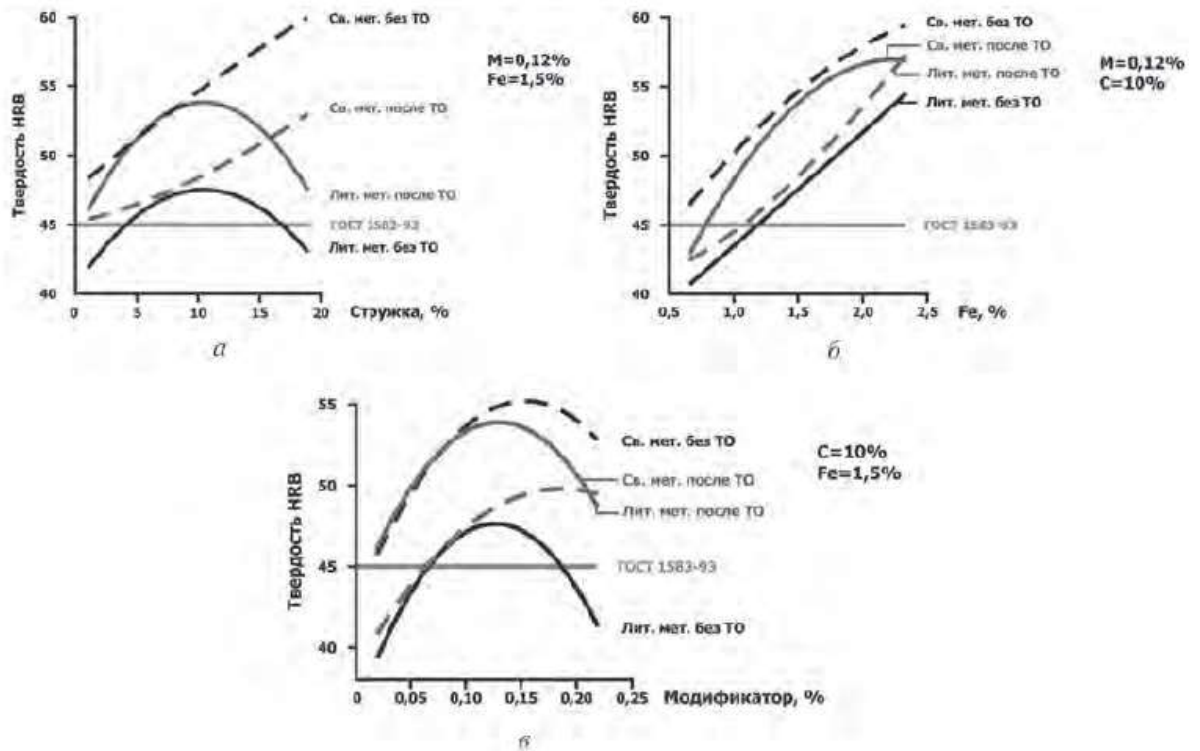 60
55
50
45
40
Твердость HRB
Св. мет. без ТО
М=0,12%
Fe=1,5%
Св. мет. после ТО
Лит. мет. после ТО
ГОСТ 1583-93
Лит. мет. без ТО
0
5
10
15
20
Стружка, %
а
60
55
50
45
40
Твердость HRB
Св. мет. без ТО
Св. мет. после ТО
Лит. мет. после ТО
М=0,12%
С=10%
Лит. мет. без ТО
ГОСТ 1583-93
0,5
1,0
1,5
2,0
2,5
Fe, %
б
55
50
45
40
Твердость HRB
Св. мет. без ТО
С=10%
Fe=1,5%
Св. мет. после ТО
Лит. мет. после ТО
ГОСТ 1583-93
Лит. мет. без ТО
0
0,05
0,10
0,15
0,20
0,25
Модификатор, %
в